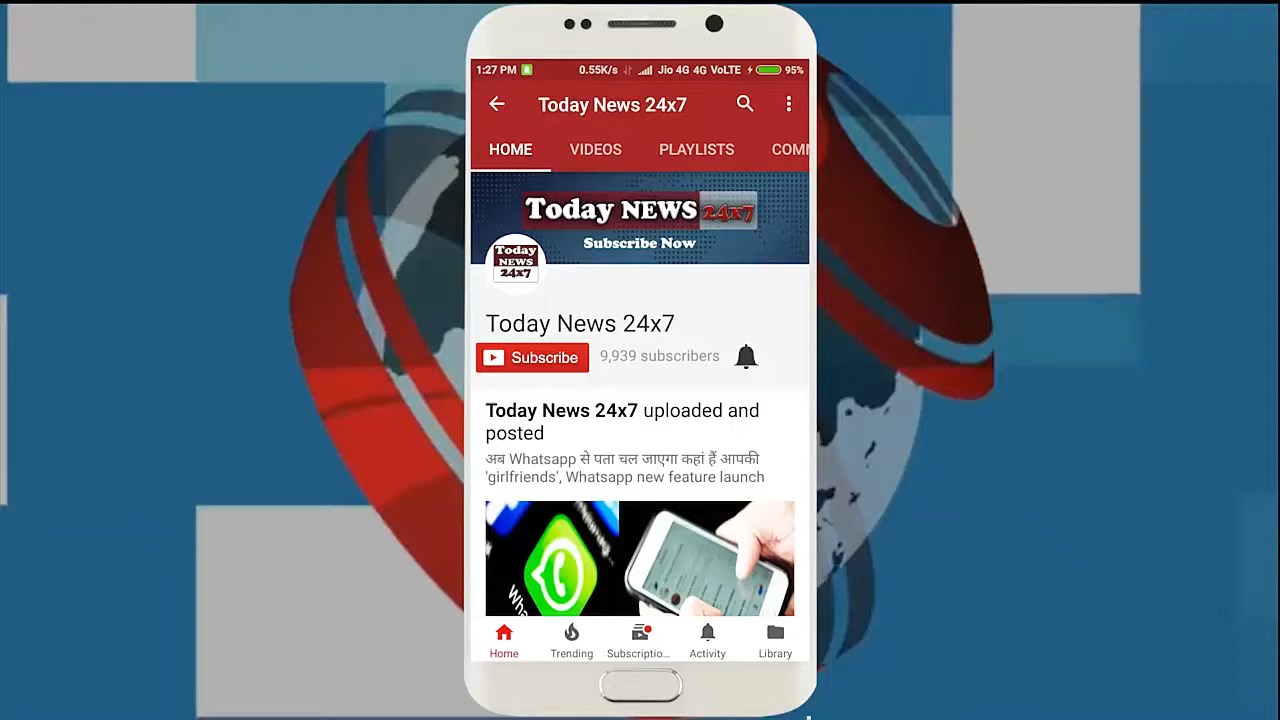 1:27 PM 0.55K/s Jio 4G 4G VoLTE 95%
Today News 24x7
HOME VIDEOS PLAYLISTS COMM
Today NEWS 24x7
Subscribe Now
Today
NEWS
24x7
Today News 24x7
Subscribe 9,939 subscribers
Today News 24x7 uploaded and
posted
अब Whatsapp से पता चल जाएगा कहां हैं आपकी
'girlfriends', Whatsapp new feature launch
Home Trending Subscriptio... Activity Library